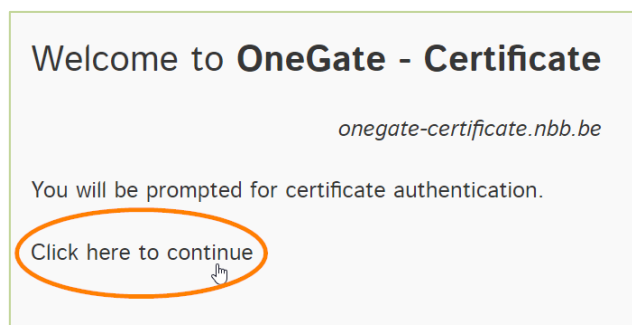 Welcome to OneGate - Certificate
onegate-certificate.nbb.be
You will be prompted for certificate authentication.
Click here to continue